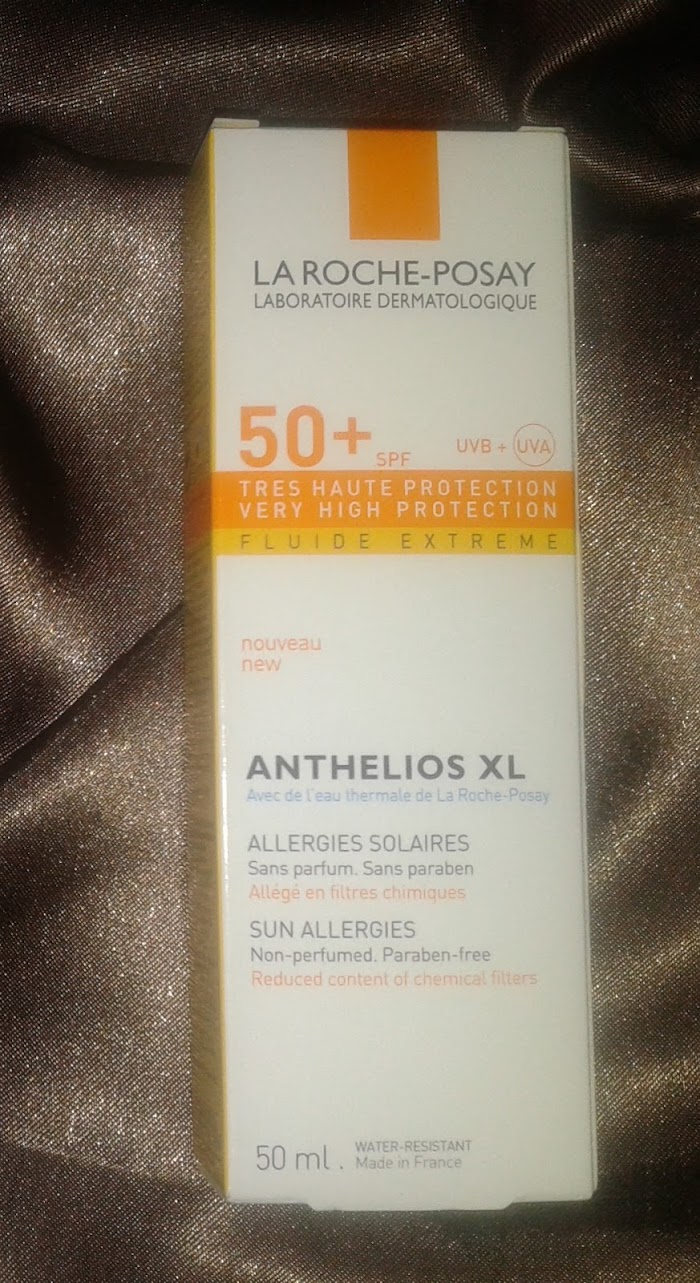 LA ROCHE-POSAY
LABORATOIRE DERMATOLOGIQUE
50+ SPF UVB + UVA
TRES HAUTE PROTECTION
VERY HIGH PROTECTION
FLUIDE EXTREME
nouveau
new
ANTHELIOS XL
Avec de l'eau thermale de La Roche-Posay
ALLERGIES SOLAIRES
Sans parfum. Sans paraben
Allégé en filtres chimiques
SUN ALLERGIES
Non-perfumed. Paraben-free
Reduced content of chemical filters
50 ml . WATER-RESISTANT
Made in France